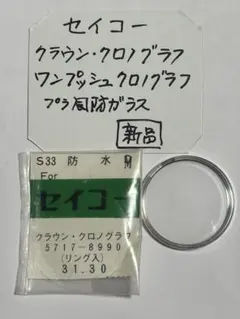 セイコー
クラウン・クロノグラフ
ワンプッシュクロノグラフ
プラ風防ガラス
新品
S33 防水
For
セイコー
クラウン・クロノグラフ
5717-8990
(リング入)
31.30